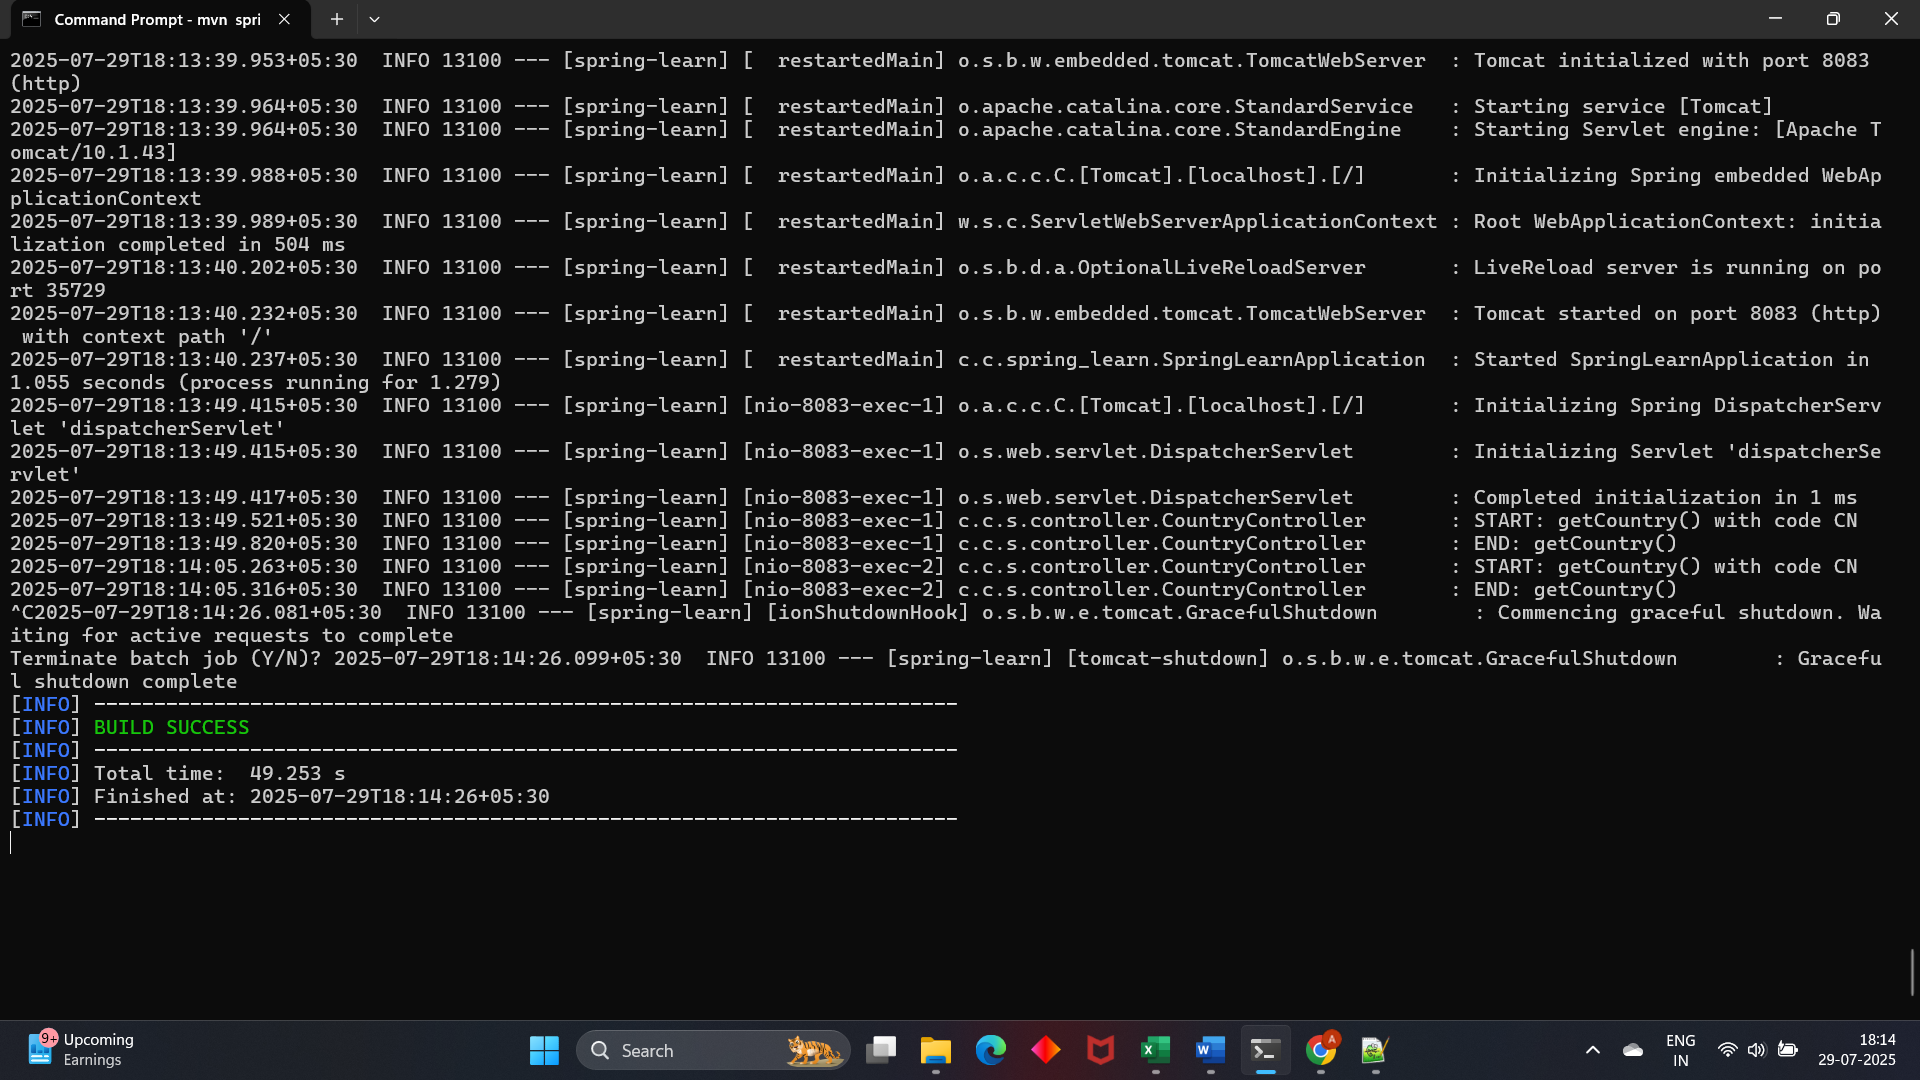 Command Prompt - mvn  spri
2025-07-29T18:13:39.953+05:30  INFO 13100 --- [spring-learn] [  restartedMain] o.s.b.w.embedded.tomcat.TomcatWebServer  : Tomcat initialized with port 8083
(http)
2025-07-29T18:13:39.964+05:30  INFO 13100 --- [spring-learn] [  restartedMain] o.apache.catalina.core.StandardService   : Starting service [Tomcat]
2025-07-29T18:13:39.964+05:30  INFO 13100 --- [spring-learn] [  restartedMain] o.apache.catalina.core.StandardEngine    : Starting Servlet engine: [Apache T
omcat/10.1.43]
2025-07-29T18:13:39.988+05:30  INFO 13100 --- [spring-learn] [  restartedMain] o.a.c.c.C.[Tomcat].[localhost].[/]       : Initializing Spring embedded WebAp
plicationContext
2025-07-29T18:13:39.989+05:30  INFO 13100 --- [spring-learn] [  restartedMain] w.s.c.ServletWebServerApplicationContext : Root WebApplicationContext: initia
lization completed in 504 ms
2025-07-29T18:13:40.202+05:30  INFO 13100 --- [spring-learn] [  restartedMain] o.s.b.d.a.OptionalLiveReloadServer       : LiveReload server is running on po
rt 35729
2025-07-29T18:13:40.232+05:30  INFO 13100 --- [spring-learn] [  restartedMain] o.s.b.w.embedded.tomcat.TomcatWebServer  : Tomcat started on port 8083 (http)
 with context path '/'
2025-07-29T18:13:40.237+05:30  INFO 13100 --- [spring-learn] [  restartedMain] c.c.spring_learn.SpringLearnApplication  : Started SpringLearnApplication in
1.055 seconds (process running for 1.279)
2025-07-29T18:13:49.415+05:30  INFO 13100 --- [spring-learn] [nio-8083-exec-1] o.a.c.c.C.[Tomcat].[localhost].[/]       : Initializing Spring DispatcherServ
let 'dispatcherServlet'
2025-07-29T18:13:49.415+05:30  INFO 13100 --- [spring-learn] [nio-8083-exec-1] o.s.web.servlet.DispatcherServlet        : Initializing Servlet 'dispatcherSe
rvlet'
2025-07-29T18:13:49.417+05:30  INFO 13100 --- [spring-learn] [nio-8083-exec-1] o.s.web.servlet.DispatcherServlet        : Completed initialization in 1 ms
2025-07-29T18:13:49.521+05:30  INFO 13100 --- [spring-learn] [nio-8083-exec-1] c.c.s.controller.CountryController       : START: getCountry() with code CN
2025-07-29T18:13:49.820+05:30  INFO 13100 --- [spring-learn] [nio-8083-exec-1] c.c.s.controller.CountryController       : END: getCountry()
2025-07-29T18:14:05.263+05:30  INFO 13100 --- [spring-learn] [nio-8083-exec-2] c.c.s.controller.CountryController       : START: getCountry() with code CN
2025-07-29T18:14:05.316+05:30  INFO 13100 --- [spring-learn] [nio-8083-exec-2] c.c.s.controller.CountryController       : END: getCountry()
^C2025-07-29T18:14:26.081+05:30  INFO 13100 --- [spring-learn] [ionShutdownHook] o.s.b.w.e.tomcat.GracefulShutdown        : Commencing graceful shutdown. Wa
iting for active requests to complete
Terminate batch job (Y/N)? 2025-07-29T18:14:26.099+05:30  INFO 13100 --- [spring-learn] [tomcat-shutdown] o.s.b.w.e.tomcat.GracefulShutdown        : Gracefu
l shutdown complete
[INFO] ------------------------------------------------------------------------
[INFO] BUILD SUCCESS
[INFO] ------------------------------------------------------------------------
[INFO] Total time:  49.253 s
[INFO] Finished at: 2025-07-29T18:14:26+05:30
[INFO] ------------------------------------------------------------------------
9+
Upcoming
Earnings
Search
A
ENG
IN
18:14
29-07-2025